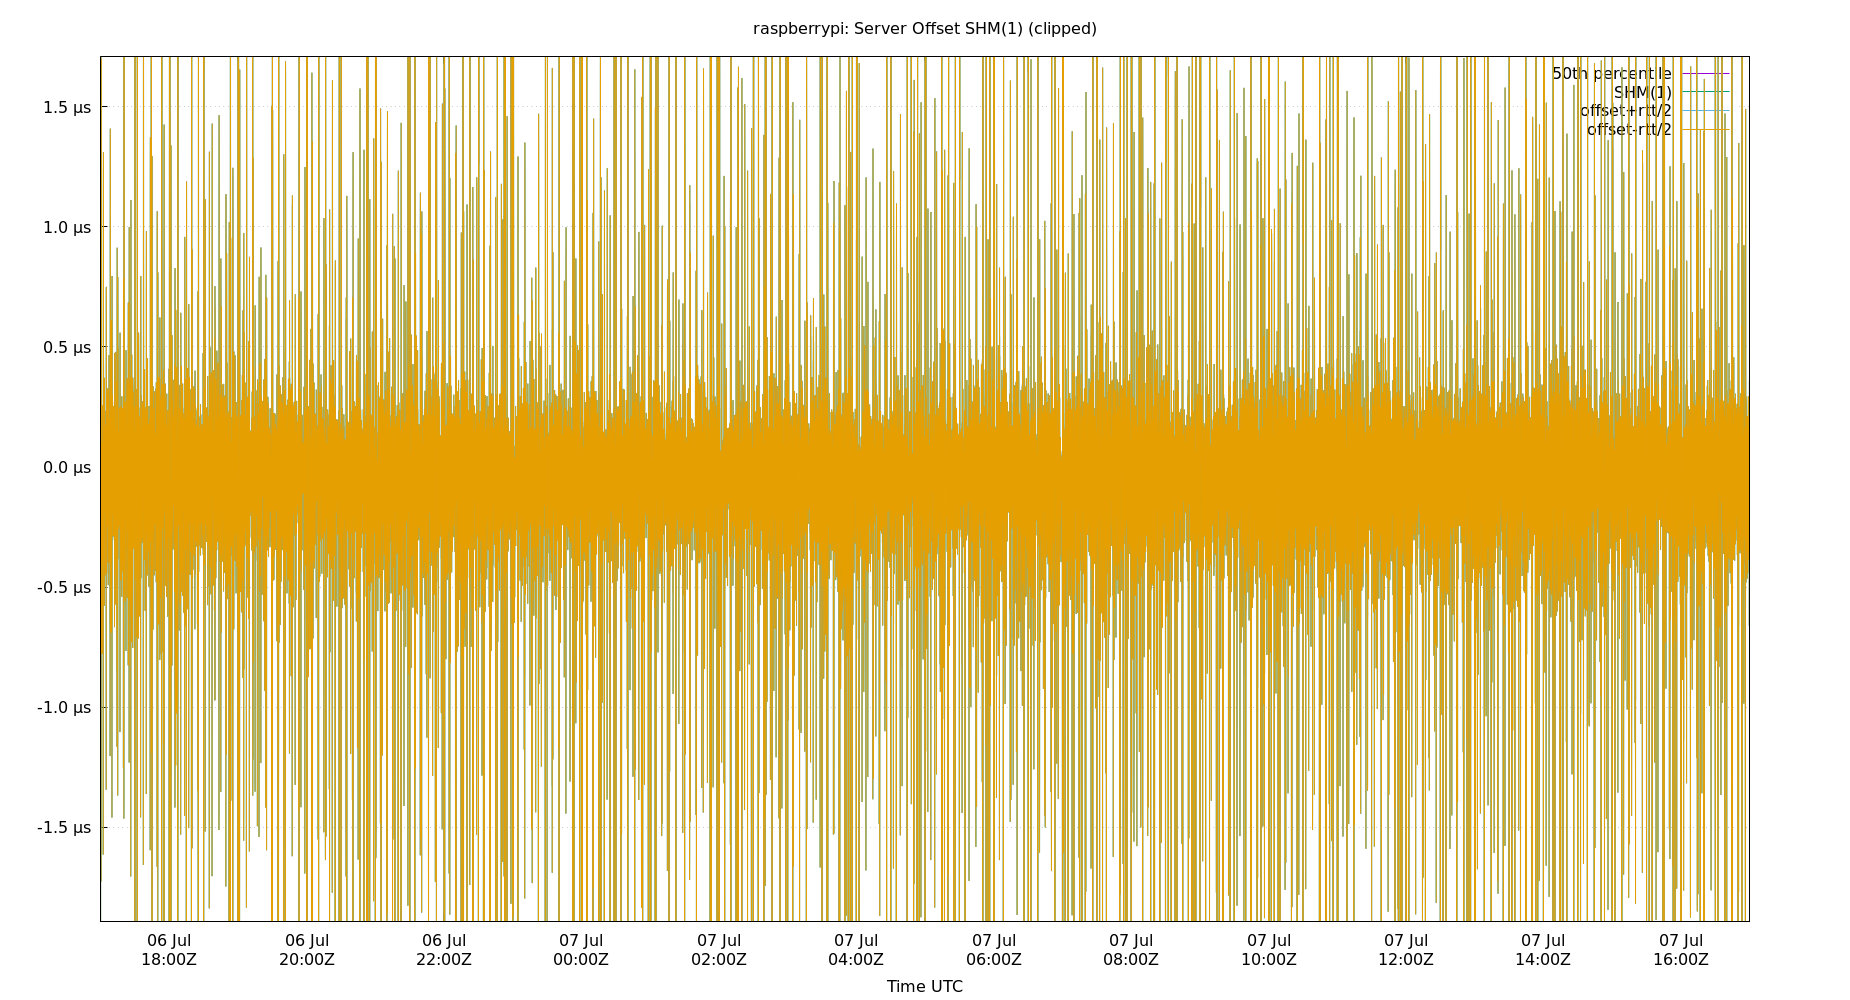 raspberrypi: Server Offset SHM(1) (clipped)
50th percentile
SHM(1)
offset+rtt/2
offset-rtt/2
1.5 µs
1.0 µs
0.5 µs
0.0 µs
-0.5 µs
-1.0 µs
-1.5 µs
06 Jul 06 Jul 06 Jul 07 Jul 07 Jul 07 Jul 07 Jul 07 Jul 07 Jul 07 Jul 07 Jul 07 Jul
18:00Z 20:00Z 22:00Z 00:00Z 02:00Z 04:00Z 06:00Z 08:00Z 10:00Z 12:00Z 14:00Z 16:00Z
Time UTC